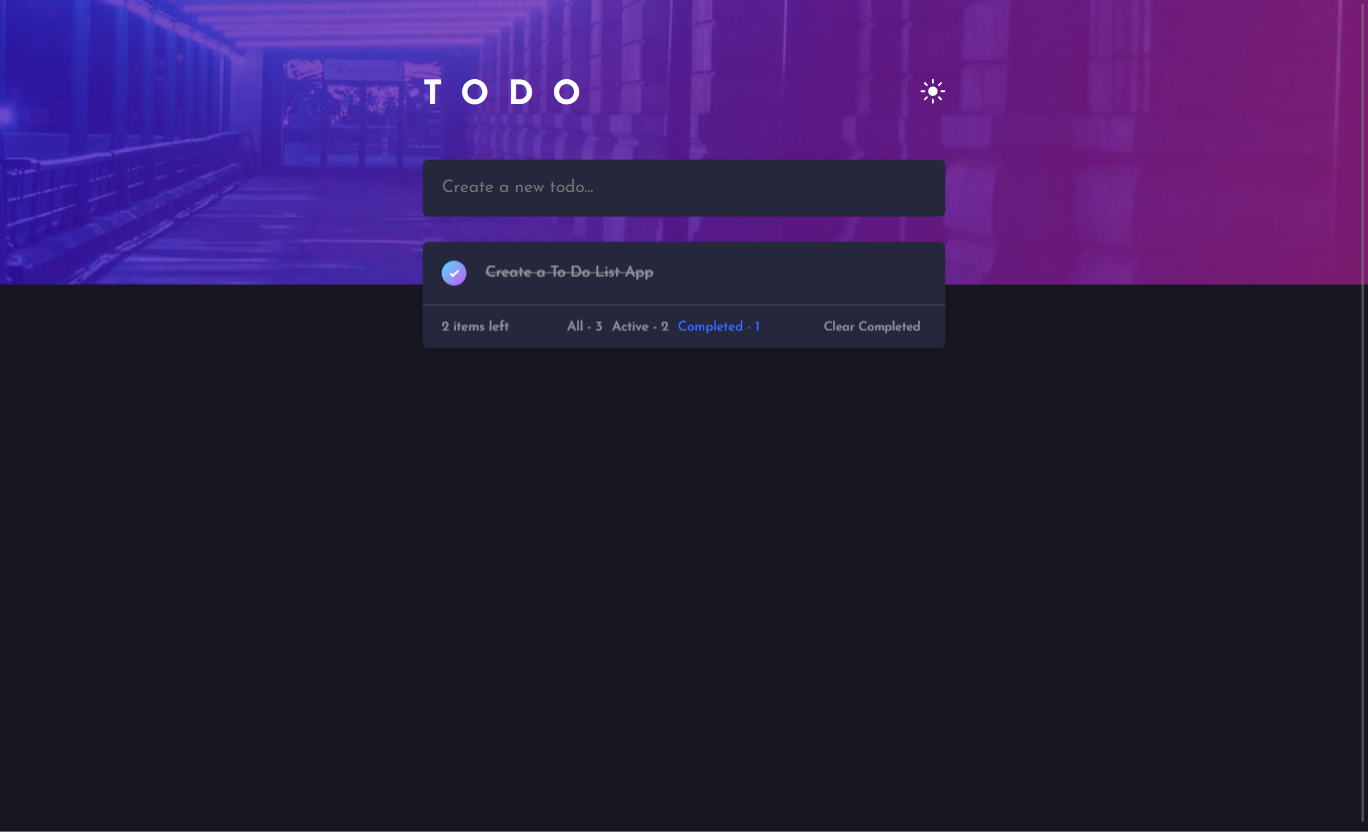 TODO
Create a new todo...
Create a To Do List App
2 items left All - 3 Active - 2 Completed - 1 Clear Completed